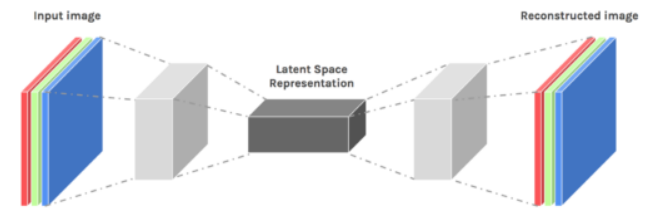 Input image
Reconstructed image
Latent Space
Representation